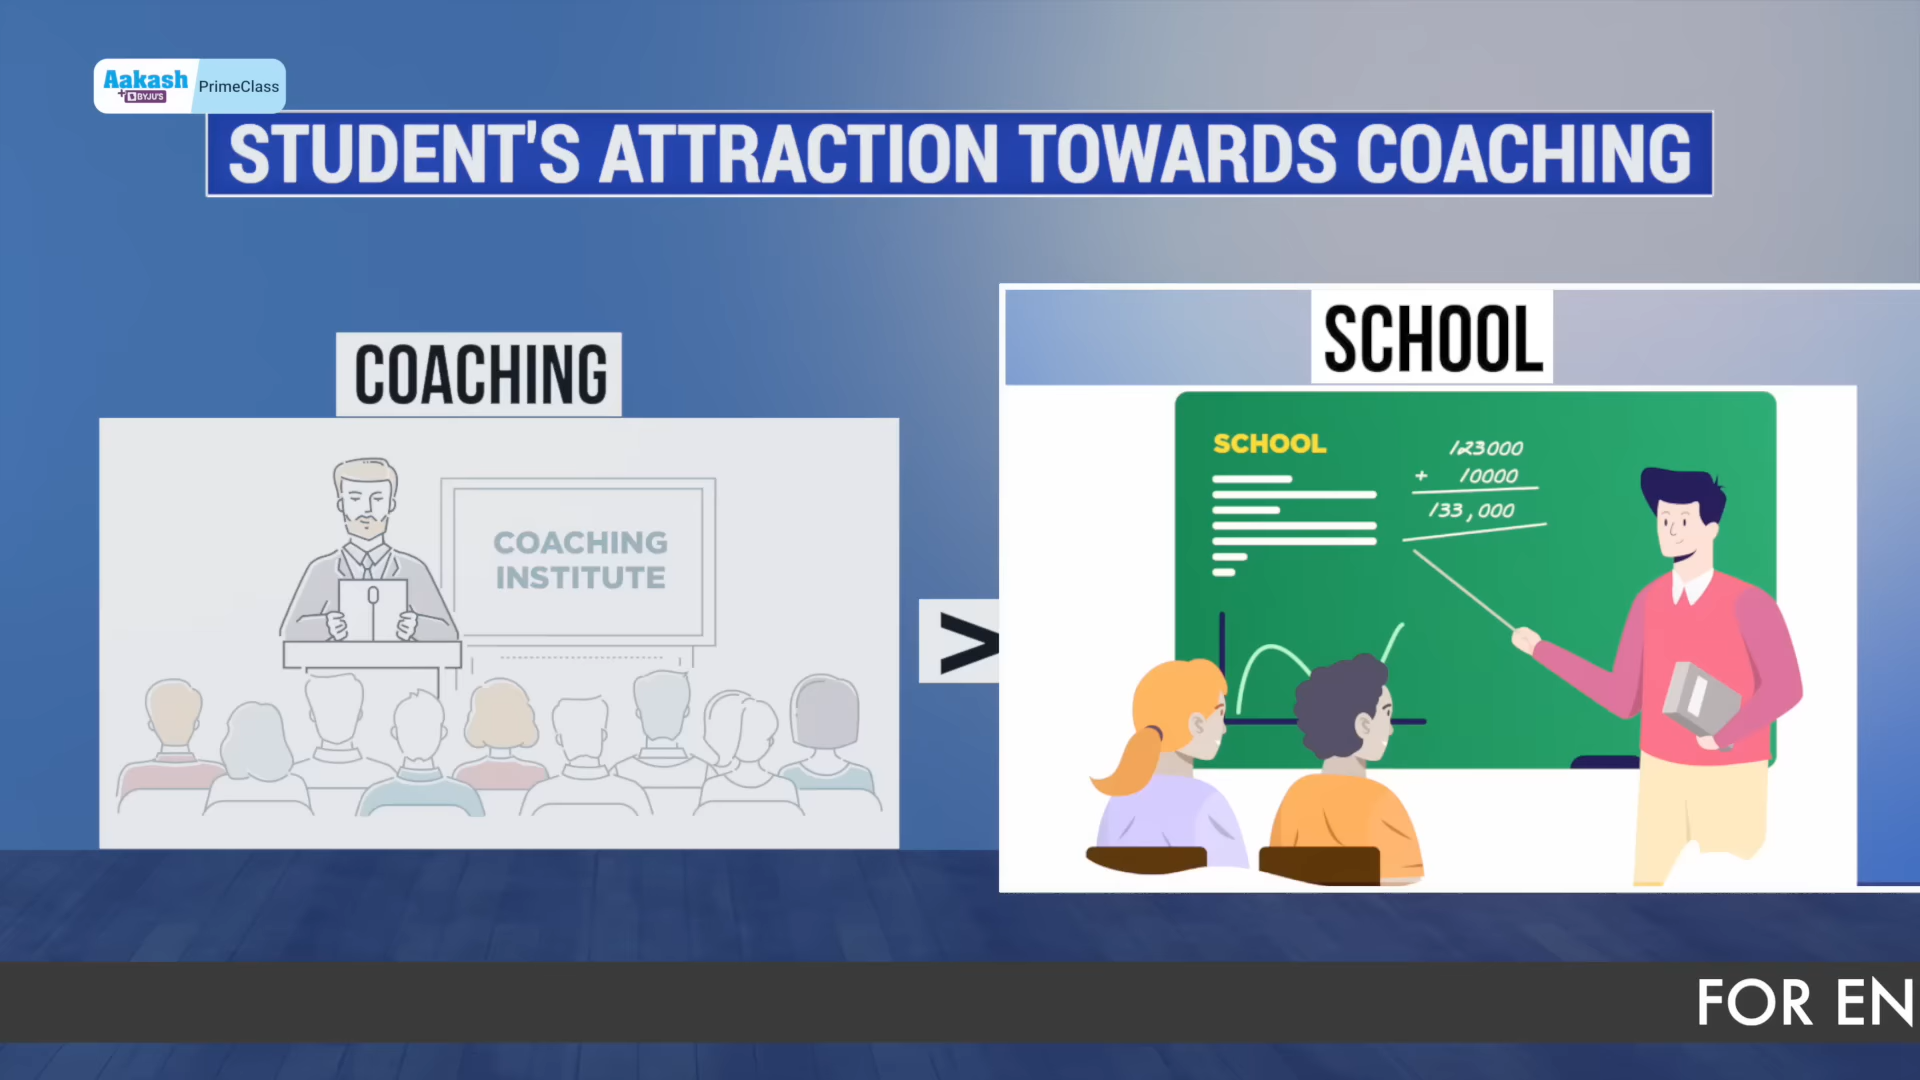 Aakash
+BYJU'S
PrimeClass
STUDENT'S ATTRACTION TOWARDS COACHING
COACHING
SCHOOL
SCHOOL
123000
+ 10000
133,000
COACHING
INSTITUTE
>
FOR EN